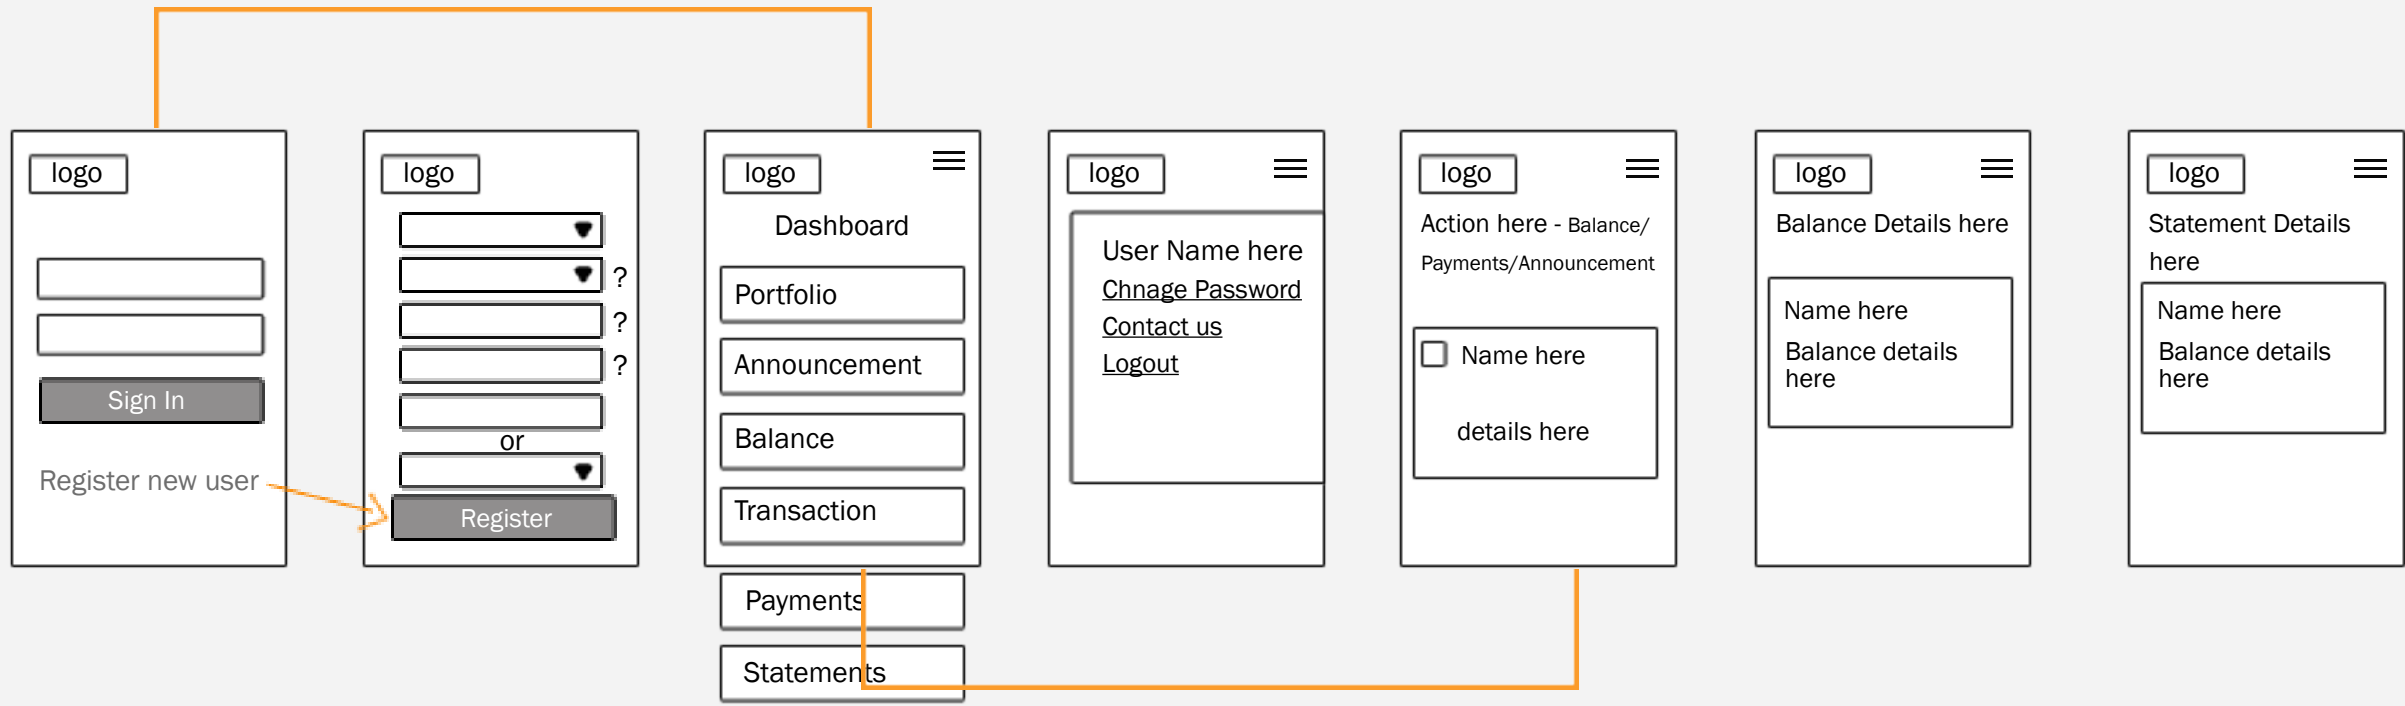 logo
Sign In
Register new user
logo
?
?
?
or
Register
logo
Dashboard
Portfolio
Announcement
Balance
Transaction
Payments
Statements
logo
User Name here
Chnage Password
Contact us
Logout
logo
Action here - Balance/
Payments/Announcement
Name here
details here
logo
Balance Details here
Name here
Balance details
here
logo
Statement Details
here
Name here
Balance details
here